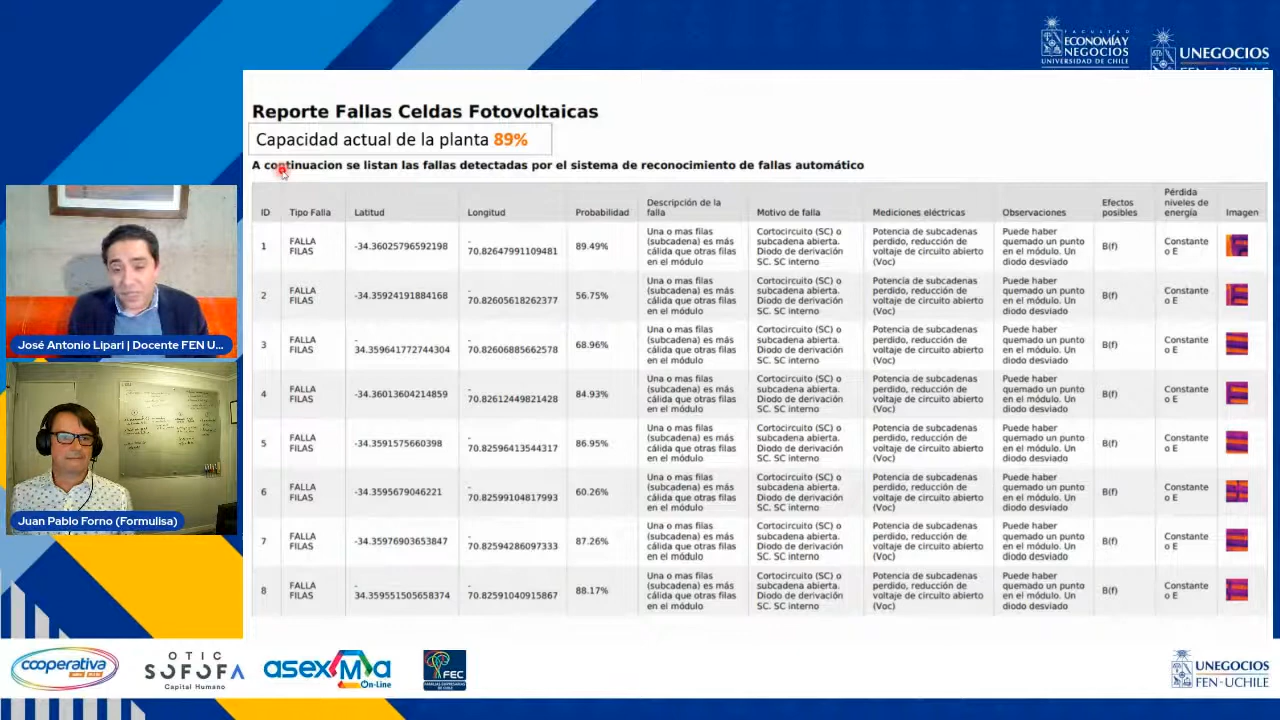 FACULTAD
ECONOMÍA Y
NEGOCIOS
UNIVERSIDAD DE CHILE
UNEGOCIOS
FEN-UCHILE
Reporte Fallas Celdas Fotovoltaicas
Capacidad actual de la planta 89%
A continuacion se listan las fallas detectadas por el sistema de reconocimiento de fallas automático
ID Tipo Falla Latitud Longitud Probabilidad Descripción de la falla Motivo de falla Mediciones eléctricas Observaciones Efectos posibles Pérdida niveles de energía Imagen
1 FALLA FILAS -34.36025796592198 -70.82647991109481 89.49% Una o mas filas (subcadena) es más cálida que otras filas en el módulo Cortocircuito (SC) o subcadena abierta. Diodo de derivación SC. SC interno Potencia de subcadenas perdido, reducción de voltaje de circuito abierto (Voc) Puede haber quemado un punto en el módulo. Un diodo desviado B(f) Constante o E
2 FALLA FILAS -34.35924191884168 -70.82605618262377 56.75% Una o mas filas (subcadena) es más cálida que otras filas en el módulo Cortocircuito (SC) o subcadena abierta. Diodo de derivación SC. SC interno Potencia de subcadenas perdido, reducción de voltaje de circuito abierto (Voc) Puede haber quemado un punto en el módulo. Un diodo desviado B(f) Constante o E
3 FALLA FILAS -34.359641772744304 -70.82606885662578 68.96% Una o mas filas (subcadena) es más cálida que otras filas en el módulo Cortocircuito (SC) o subcadena abierta. Diodo de derivación SC. SC interno Potencia de subcadenas perdido, reducción de voltaje de circuito abierto (Voc) Puede haber quemado un punto en el módulo. Un diodo desviado B(f) Constante o E
4 FALLA FILAS -34.36013604214859 -70.82612449821428 84.93% Una o mas filas (subcadena) es más cálida que otras filas en el módulo Cortocircuito (SC) o subcadena abierta. Diodo de derivación SC. SC interno Potencia de subcadenas perdido, reducción de voltaje de circuito abierto (Voc) Puede haber quemado un punto en el módulo. Un diodo desviado B(f) Constante o E
5 FALLA FILAS -34.3591575660398 -70.82596413544317 86.95% Una o mas filas (subcadena) es más cálida que otras filas en el módulo Cortocircuito (SC) o subcadena abierta. Diodo de derivación SC. SC interno Potencia de subcadenas perdido, reducción de voltaje de circuito abierto (Voc) Puede haber quemado un punto en el módulo. Un diodo desviado B(f) Constante o E
6 FALLA FILAS -34.3595679046221 -70.82599104817993 60.26% Una o mas filas (subcadena) es más cálida que otras filas en el módulo Cortocircuito (SC) o subcadena abierta. Diodo de derivación SC. SC interno Potencia de subcadenas perdido, reducción de voltaje de circuito abierto (Voc) Puede haber quemado un punto en el módulo. Un diodo desviado B(f) Constante o E
7 FALLA FILAS -34.35976903653847 -70.82594286097333 87.26% Una o mas filas (subcadena) es más cálida que otras filas en el módulo Cortocircuito (SC) o subcadena abierta. Diodo de derivación SC. SC interno Potencia de subcadenas perdido, reducción de voltaje de circuito abierto (Voc) Puede haber quemado un punto en el módulo. Un diodo desviado B(f) Constante o E
8 FALLA FILAS -34.359551505658374 -70.82591040915867 88.17% Una o mas filas (subcadena) es más cálida que otras filas en el módulo Cortocircuito (SC) o subcadena abierta. Diodo de derivación SC. SC interno Potencia de subcadenas perdido, reducción de voltaje de circuito abierto (Voc) Puede haber quemado un punto en el módulo. Un diodo desviado B(f) Constante o E
José Antonio Lipari | Docente FEN U...
Juan Pablo Forno (Formulisa)
cooperativa
OTIC
SOFOFA
Capital Humano
asexma
On-Line
FEC
UNEGOCIOS
FEN-UCHILE